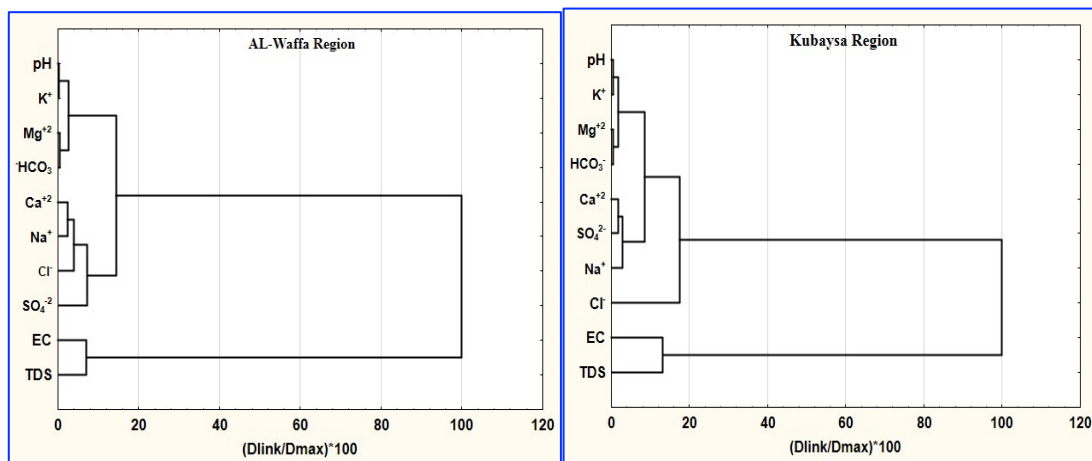 AL-Waffa Region
pH
K⁺
Mg⁺²
⁻HCO₃
Ca⁺²
Na⁺
Cl⁻
SO₄⁻²
EC
TDS
0 20 40 60 80 100 120
(Dlink/Dmax)*100
Kubaysa Region
pH
K⁺
Mg⁺²
HCO₃⁻
Ca⁺²
SO₄²⁻
Na⁺
Cl⁻
EC
TDS
0 20 40 60 80 100 120
(Dlink/Dmax)*100